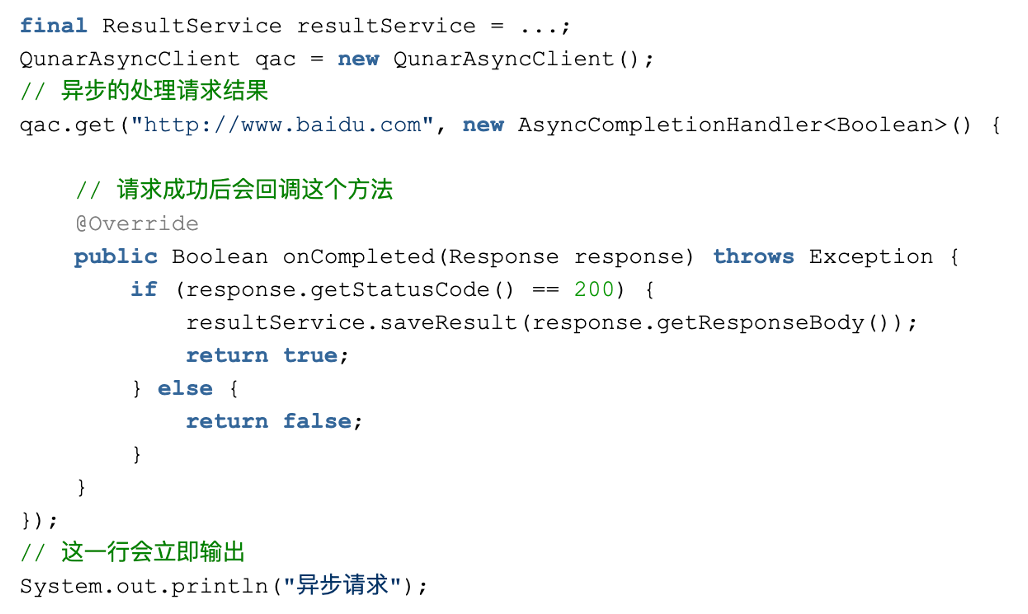 final ResultService resultService = ...;
QunarAsyncClient qac = new QunarAsyncClient();
// 异步的处理请求结果
qac.get("http://www.baidu.com", new AsyncCompletionHandler<Boolean>() {
    // 请求成功后会回调这个方法
    @Override
    public Boolean onCompleted(Response response) throws Exception {
        if (response.getStatusCode() == 200) {
            resultService.saveResult(response.getResponseBody());
            return true;
        } else {
            return false;
        }
    }
});
// 这一行会立即输出
System.out.println("异步请求");